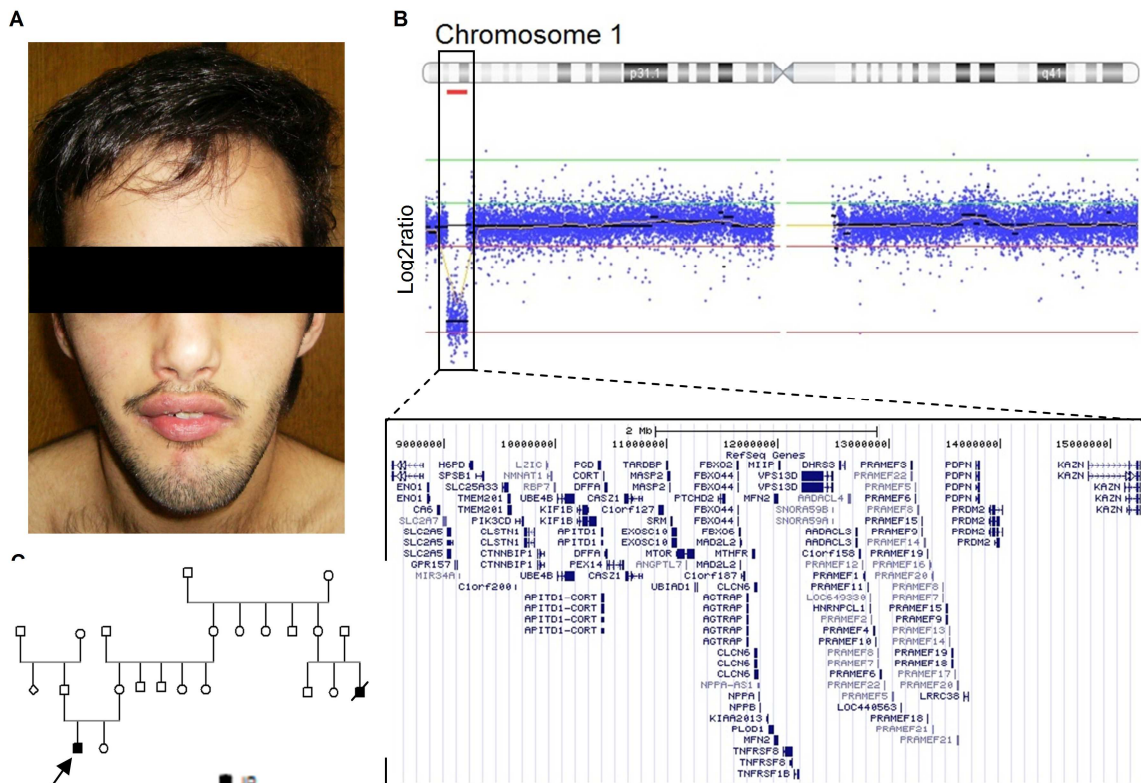 A
B
Chromosome 1
p31.1
q41
Log2ratio
2 Mb
9000000 10000000 11000000 12000000 13000000 14000000 15000000
RefSeq Genes
H6PD LZIC PGD TARDBP FBXO2 MIIP DHRS3 PRAMEF3 PDPN KAZN
SPSB1 NMNAT1 CORT MASP2 FBXO44 VPS13D PRAMEF22 PDPN KAZN
ENO1 SLC25A33 RBP7 DFFA MASP2 FBXO44 VPS13D PRAMEF5 PDPN KAZN
ENO1 TMEM201 UBE4B CASZ1 PTCHD2 MFN2 AADACL4 PRAMEF6 PDPN KAZN
CA6 TMEM201 KIF1B C1orf127 FBXO44 SNORA59B PRAMEF8 PRDM2 KAZN
SLC2A7 PIK3CD KIF1B SRM FBXO44 SNORA59A PRAMEF15 PRDM2
SLC2A5 CLSTN1 APITD1 EXOSC10 FBXO6 AADACL3 PRAMEF9 PRDM2
SLC2A5 CLSTN1 APITD1 EXOSC10 MAD2L2 AADACL3 PRAMEF14 PRDM2
SLC2A5 CTNNBIP1 DFFA MTOR MTHFR C1orf158 PRAMEF19
GPR157 CTNNBIP1 PEX14 ANGPTL7 MAD2L2 PRAMEF12 PRAMEF16
MIR34A UBE4B CASZ1 C1orf187 PRAMEF1 PRAMEF20
C1orf200 UBIAD1 CLCN6 PRAMEF11 PRAMEF8
APITD1-CORT AGTRAP LOC649330 PRAMEF7
APITD1-CORT AGTRAP HNRNPCL1 PRAMEF15
APITD1-CORT AGTRAP PRAMEF2 PRAMEF9
APITD1-CORT AGTRAP PRAMEF4 PRAMEF13
AGTRAP PRAMEF10 PRAMEF14
CLCN6 PRAMEF8 PRAMEF19
CLCN6 PRAMEF7 PRAMEF18
CLCN6 PRAMEF6 PRAMEF17
NPPA-AS1 PRAMEF22 PRAMEF20
NPPA PRAMEF5 LRRC38
NPPB LOC440563
KIAA2013 PRAMEF18
PLOD1 PRAMEF21
MFN2 PRAMEF21
TNFRSF8
TNFRSF8
TNFRSF1B